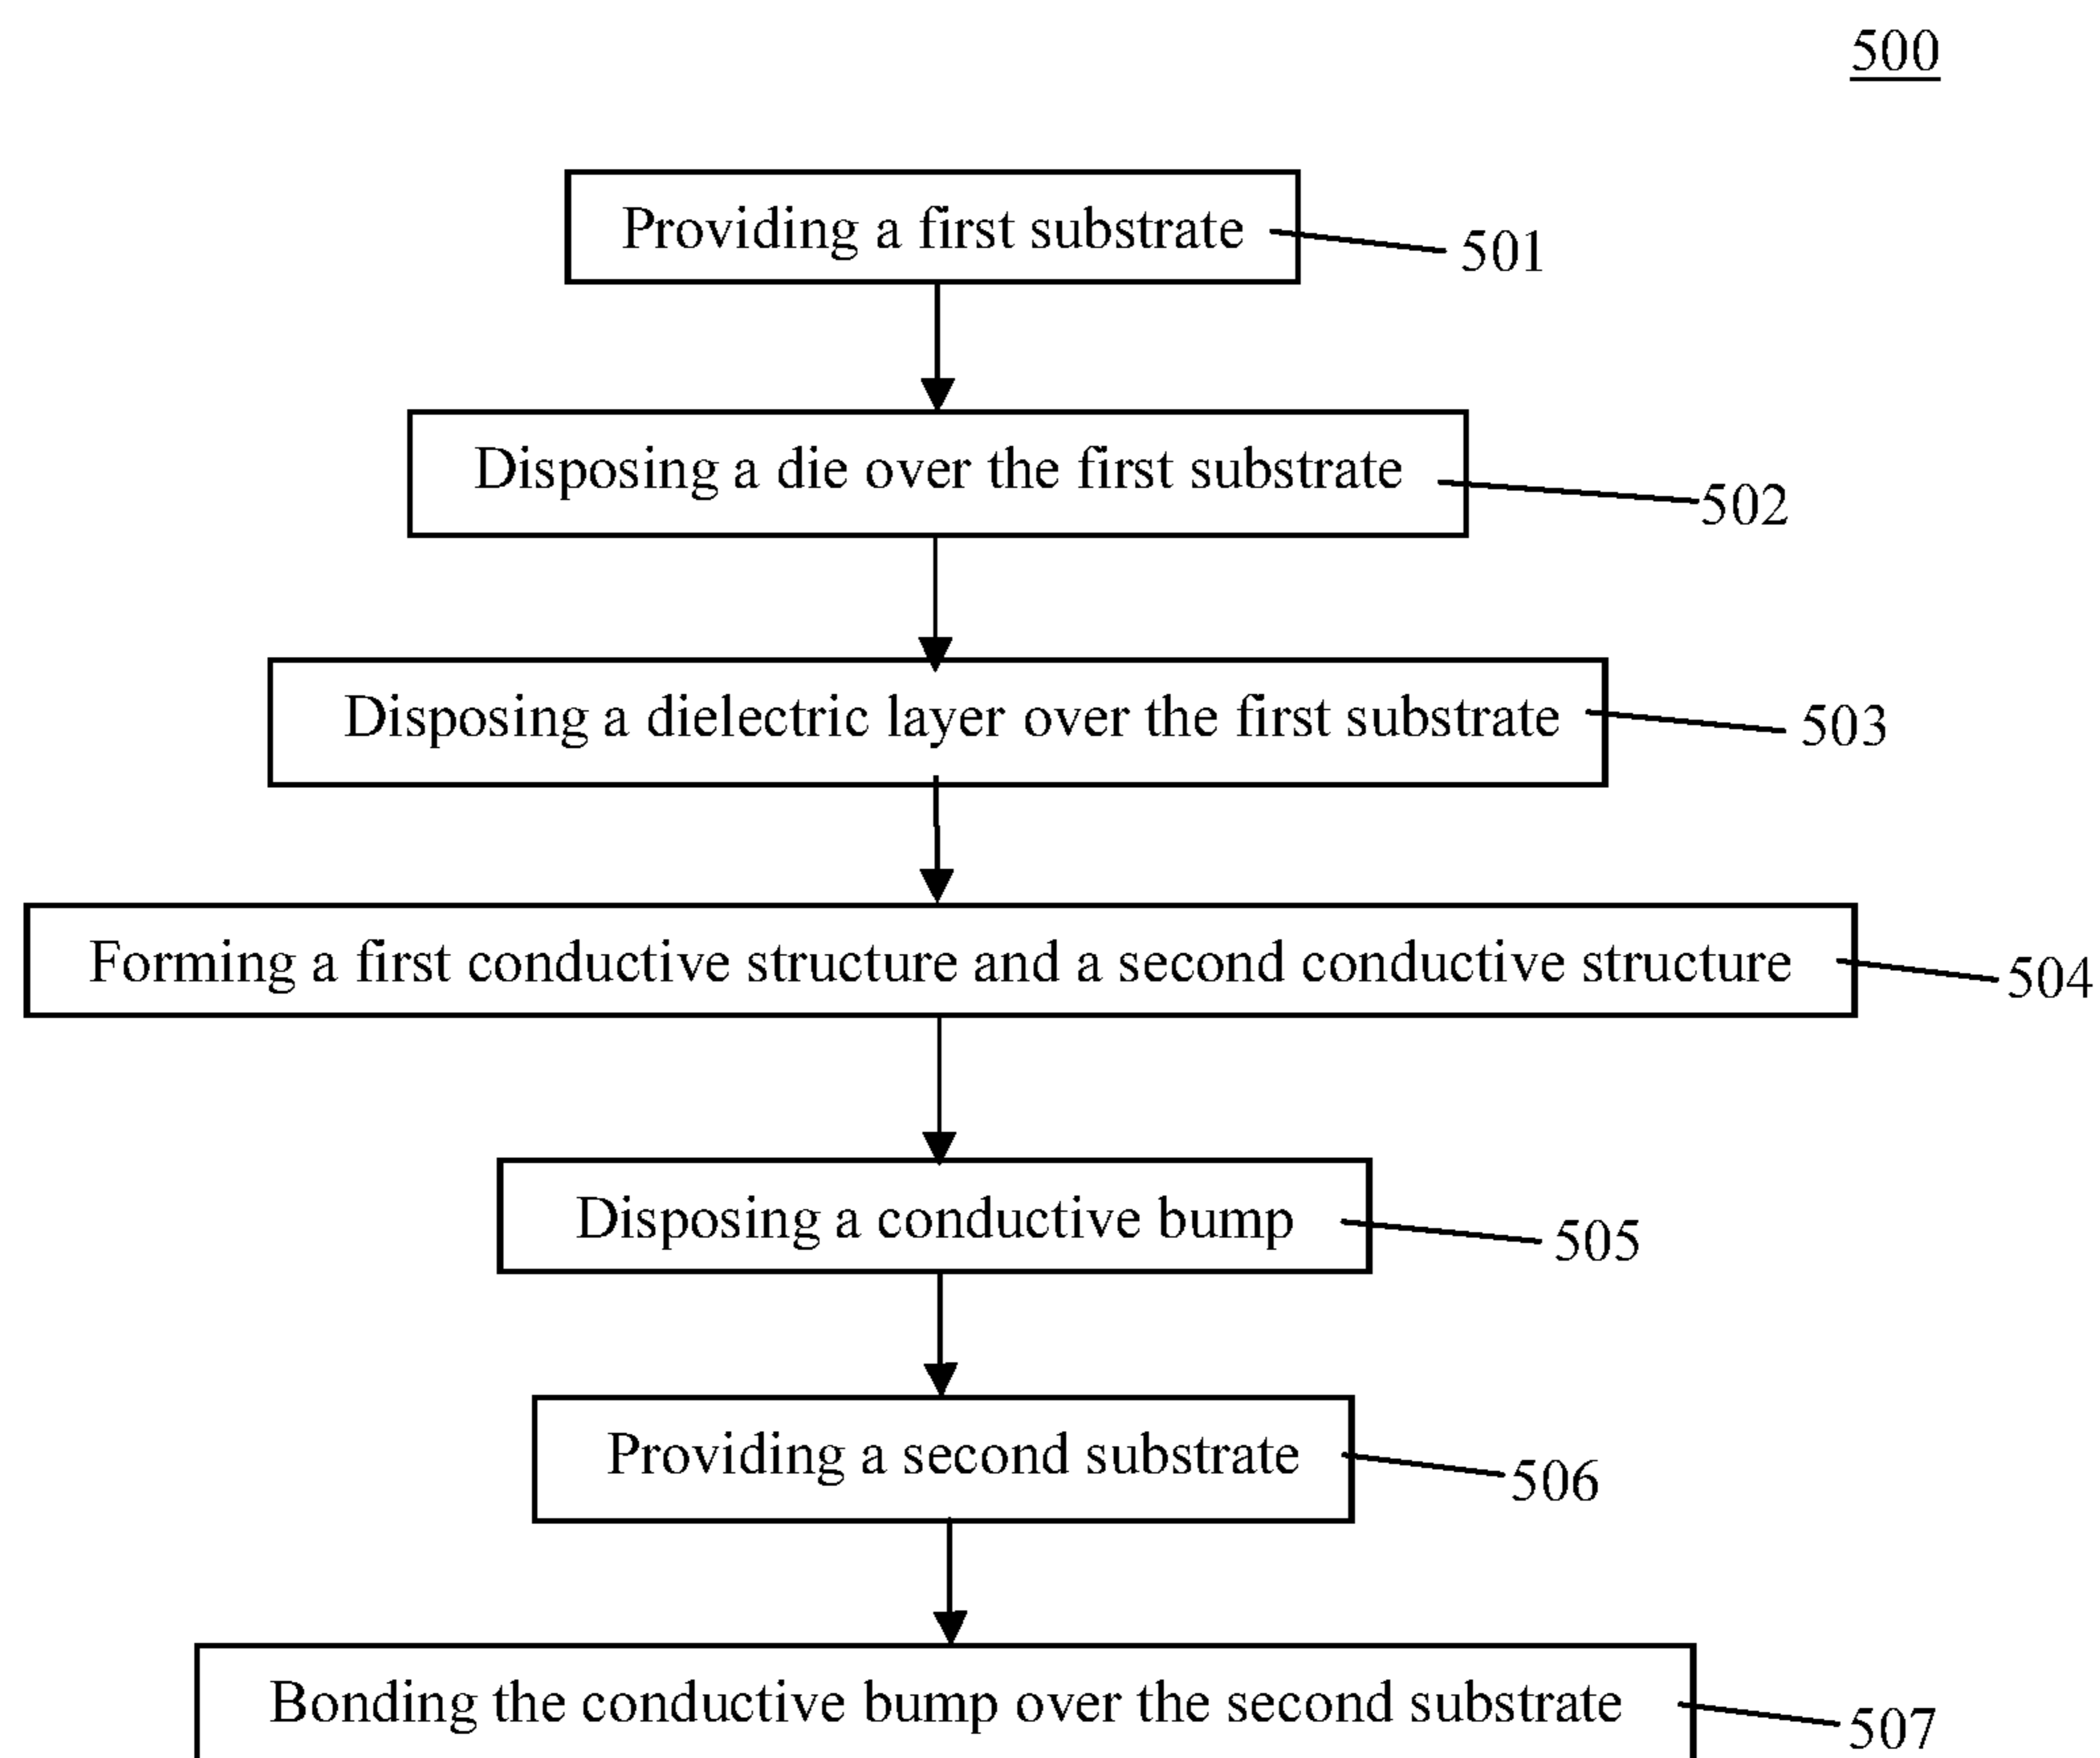 500
Providing a first substrate
501
Disposing a die over the first substrate
502
Disposing a dielectric layer over the first substrate
503
Forming a first conductive structure and a second conductive structure
504
Disposing a conductive bump
505
Providing a second substrate
506
Bonding the conductive bump over the second substrate
507